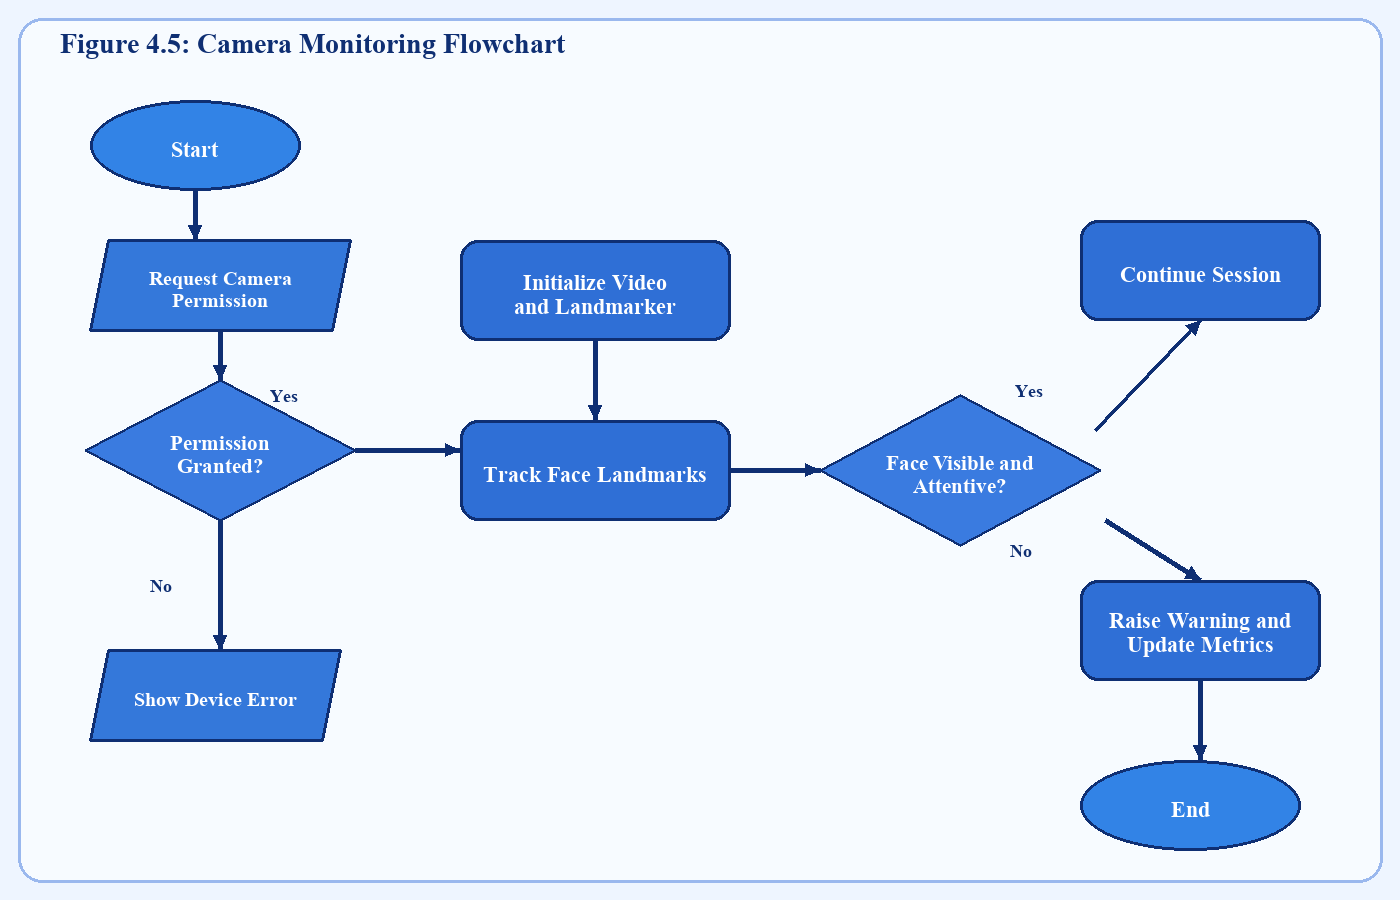 Figure 4.5: Camera Monitoring Flowchart
Start
Request Camera
Permission
Yes
Permission
Granted?
No
Show Device Error
Initialize Video
and Landmarker
Track Face Landmarks
Face Visible and
Attentive?
Yes
Continue Session
No
Raise Warning and
Update Metrics
End